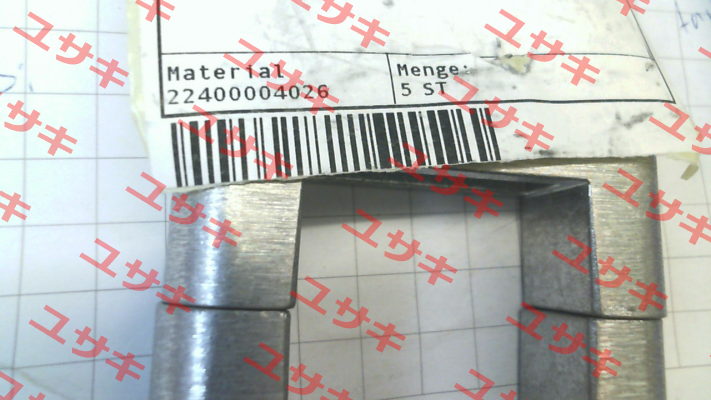 Material
22400004026
Menge:
5 ST
ユサキ